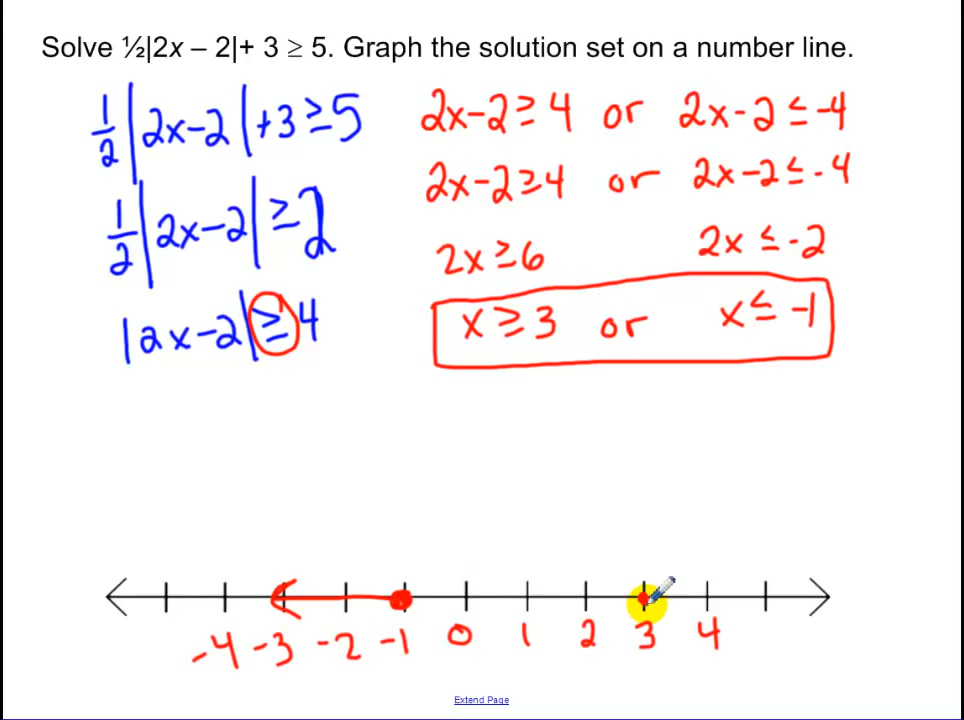 Solve ½|2x – 2|+ 3 ≥ 5. Graph the solution set on a number line.
1/2 |2x-2| +3≥5
1/2 |2x-2| ≥2
|2x-2| ≥ 4
2x-2≥4 or 2x-2≤-4
2x-2≥4 or 2x-2≤-4
2x≥6 2x≤-2
x≥3 or x≤-1
-4 -3 -2 -1 0 1 2 3 4
Extend Page